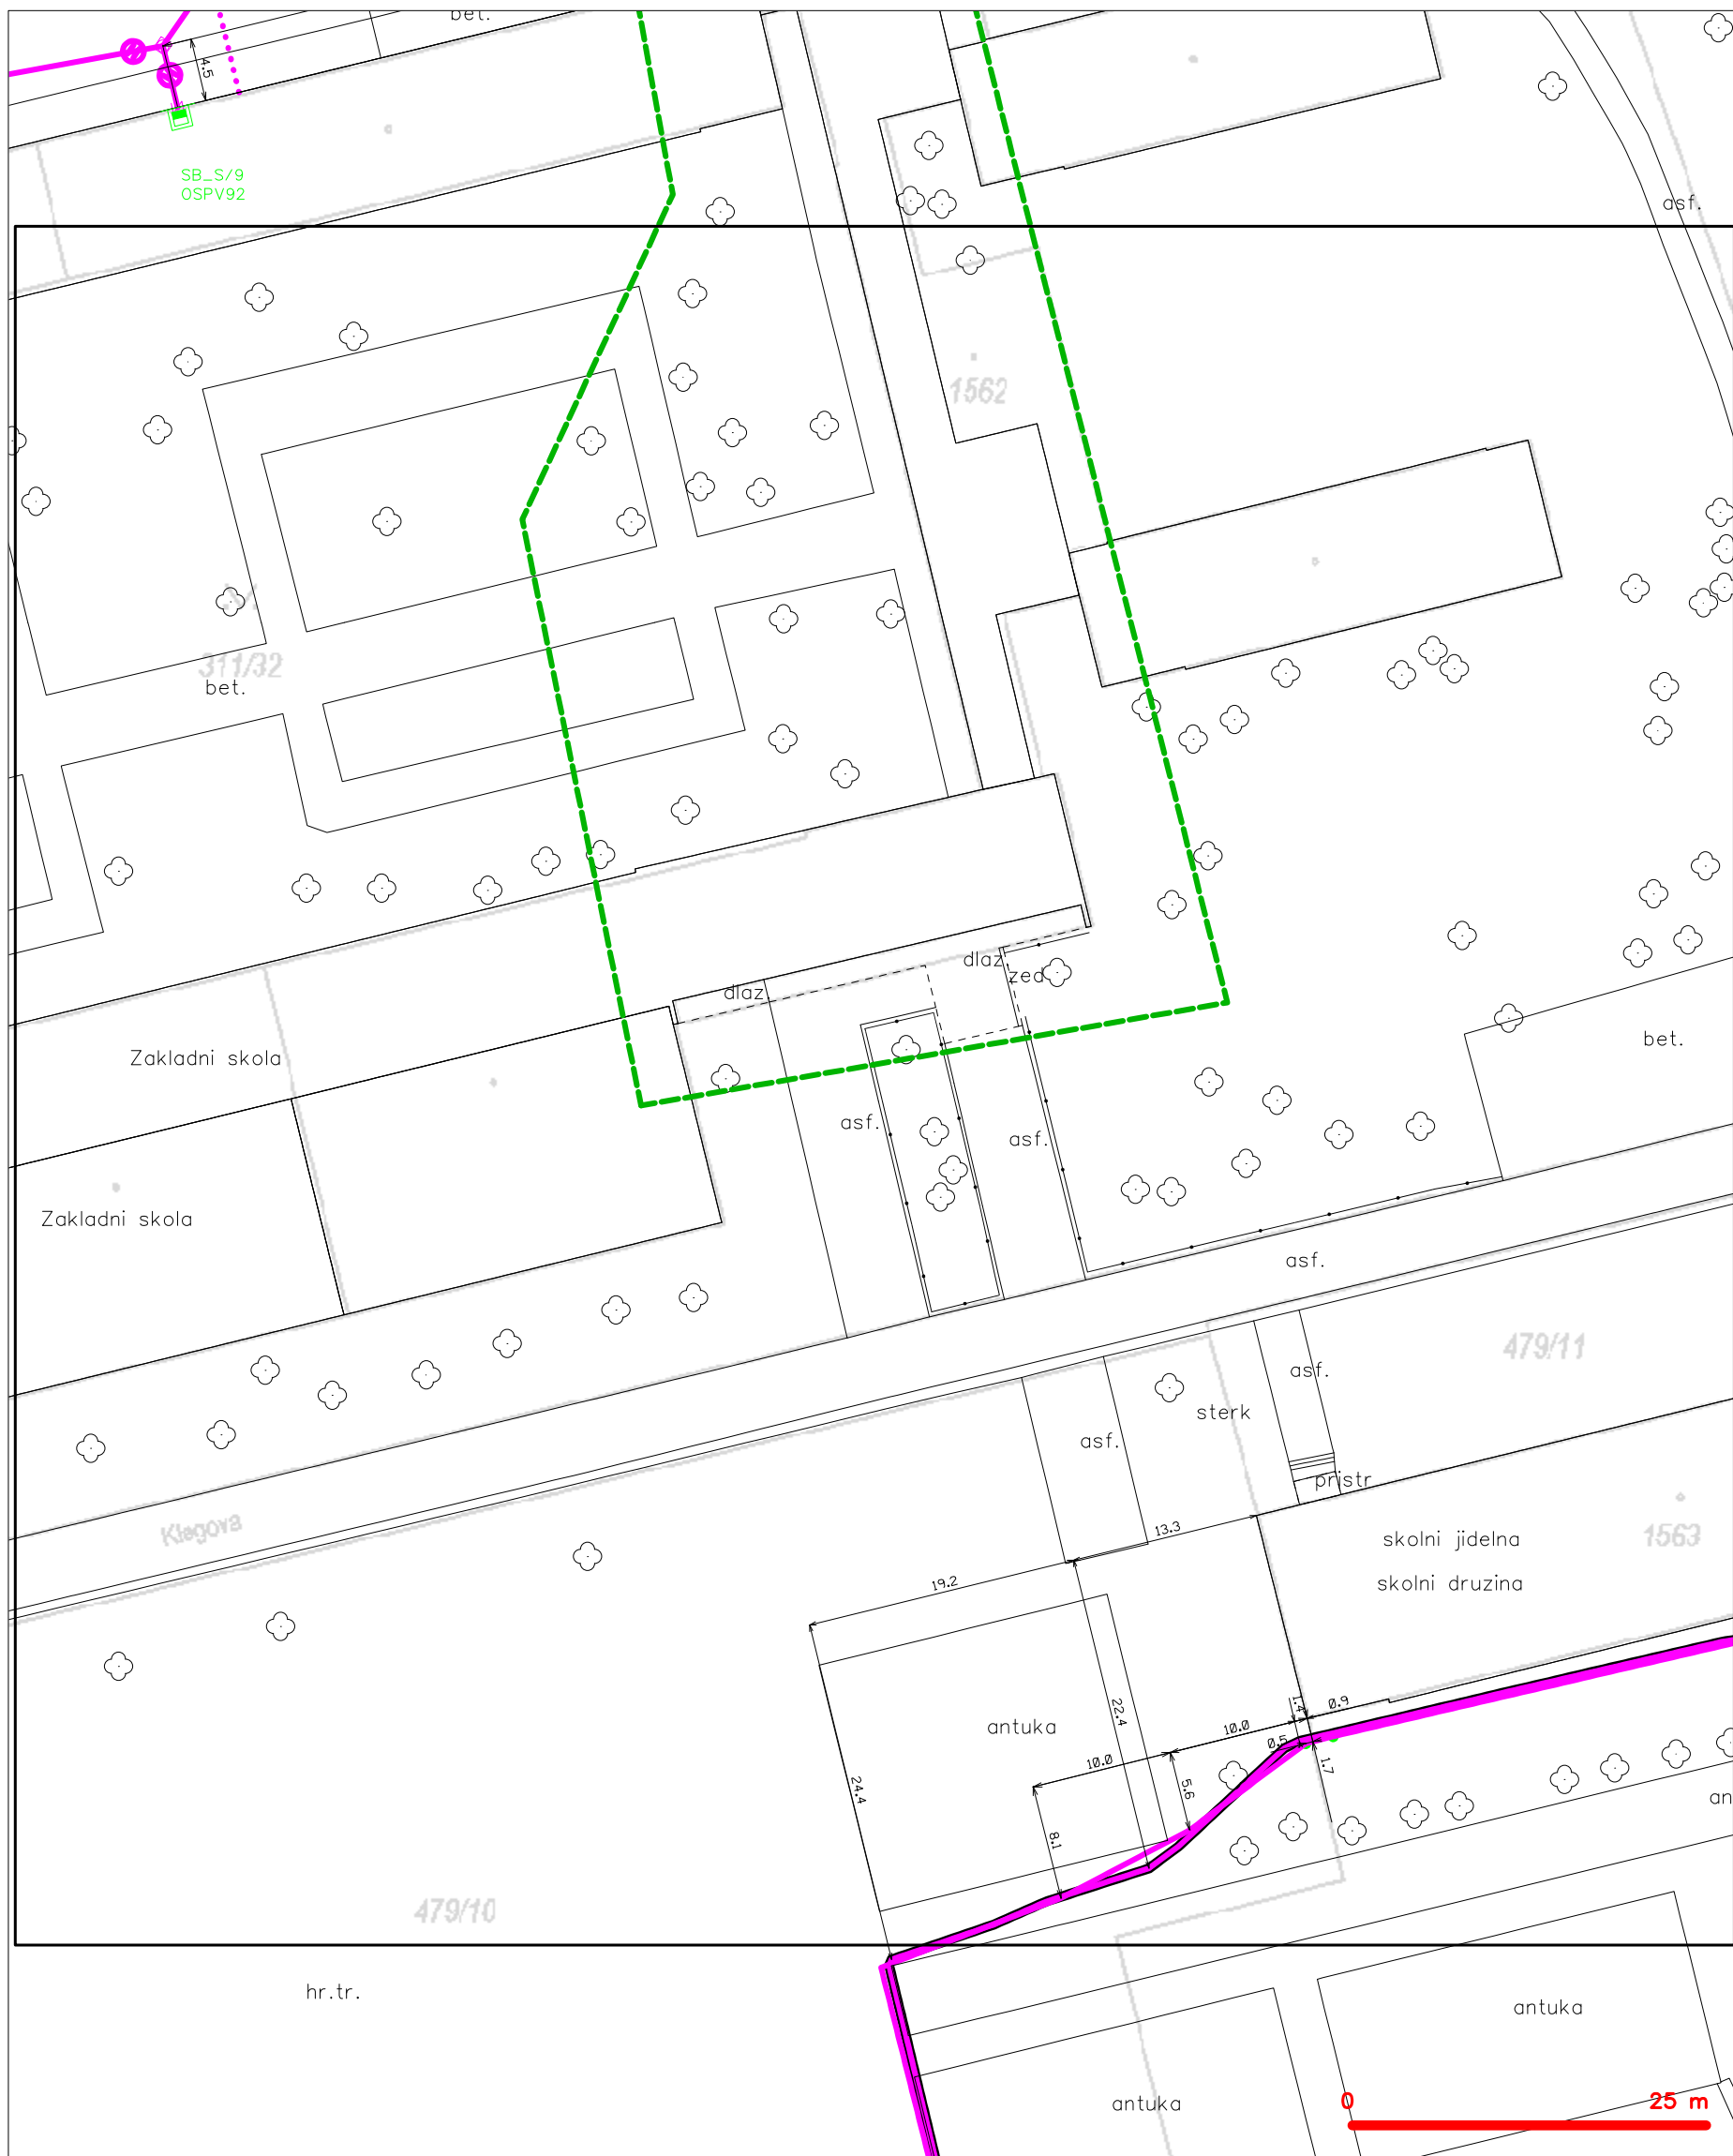 bet.
4.5
SB_S/9
OSPV92
asf.
1562
311/32
bet.
dlaz
zed
dlaz.
bet.
Zakladni skola
asf.
asf.
Zakladni skola
asf.
479/11
asf.
sterk
asf.
pristr
Klegova
13.3
skolni jidelna
1563
skolni druzina
19.2
1.4
0.9
22.4
antuka
10.0
0.5
10.0
1.7
24.4
5.6
an
8.1
479/10
hr.tr.
antuka
antuka
0
25 m